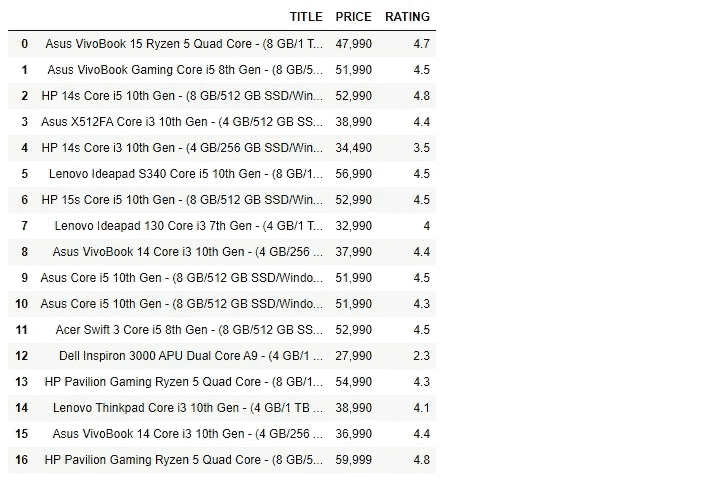 TITLE PRICE RATING
0 Asus VivoBook 15 Ryzen 5 Quad Core - (8 GB/1 T... 47,990 4.7
1 Asus VivoBook Gaming Core i5 8th Gen - (8 GB/5... 51,990 4.5
2 HP 14s Core i5 10th Gen - (8 GB/512 GB SSD/Win... 52,990 4.8
3 Asus X512FA Core i3 10th Gen - (4 GB/512 GB SS... 38,990 4.4
4 HP 14s Core i3 10th Gen - (4 GB/256 GB SSD/Win... 34,490 3.5
5 Lenovo Ideapad S340 Core i5 10th Gen - (8 GB/1... 56,990 4.5
6 HP 15s Core i5 10th Gen - (8 GB/512 GB SSD/Win... 52,990 4.5
7 Lenovo Ideapad 130 Core i3 7th Gen - (4 GB/1 T... 32,990 4
8 Asus VivoBook 14 Core i3 10th Gen - (4 GB/256 ... 37,990 4.4
9 Asus Core i5 10th Gen - (8 GB/512 GB SSD/Windo... 51,990 4.5
10 Asus Core i5 10th Gen - (8 GB/512 GB SSD/Windo... 51,990 4.3
11 Acer Swift 3 Core i5 8th Gen - (8 GB/512 GB SS... 52,990 4.5
12 Dell Inspiron 3000 APU Dual Core A9 - (4 GB/1 ... 27,990 2.3
13 HP Pavilion Gaming Ryzen 5 Quad Core - (8 GB/1... 54,990 4.3
14 Lenovo Thinkpad Core i3 10th Gen - (4 GB/1 TB ... 38,990 4.1
15 Asus VivoBook 14 Core i3 10th Gen - (4 GB/256 ... 36,990 4.4
16 HP Pavilion Gaming Ryzen 5 Quad Core - (8 GB/5... 59,999 4.8